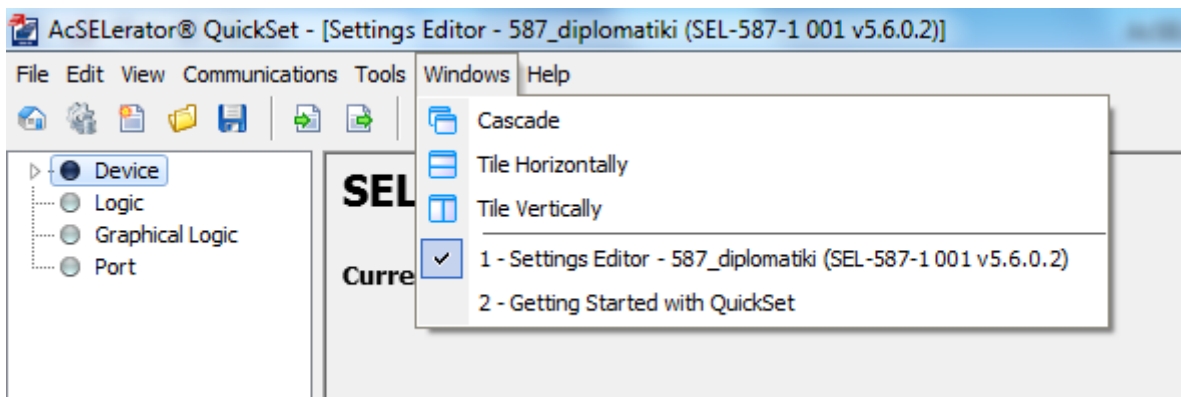 AcSELerator® QuickSet - [Settings Editor - 587_diplomatiki (SEL-587-1 001 v5.6.0.2)]
File Edit View Communications Tools Windows Help
Cascade
Tile Horizontally
Tile Vertically
1 - Settings Editor - 587_diplomatiki (SEL-587-1 001 v5.6.0.2)
2 - Getting Started with QuickSet
Device
Logic
Graphical Logic
Port
SEL
Curre